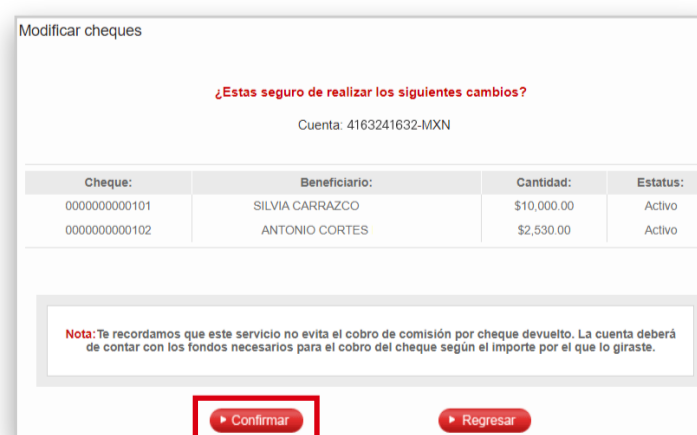 Modificar cheques
¿Estas seguro de realizar los siguientes cambios?
Cuenta: 4163241632-MXN
Cheque: Beneficiario: Cantidad: Estatus:
0000000000101 SILVIA CARRAZCO $10,000.00 Activo
0000000000102 ANTONIO CORTES $2,530.00 Activo
Nota: Te recordamos que este servicio no evita el cobro de comisión por cheque devuelto. La cuenta deberá
de contar con los fondos necesarios para el cobro del cheque según el importe por el que lo giraste.
Confirmar Regresar